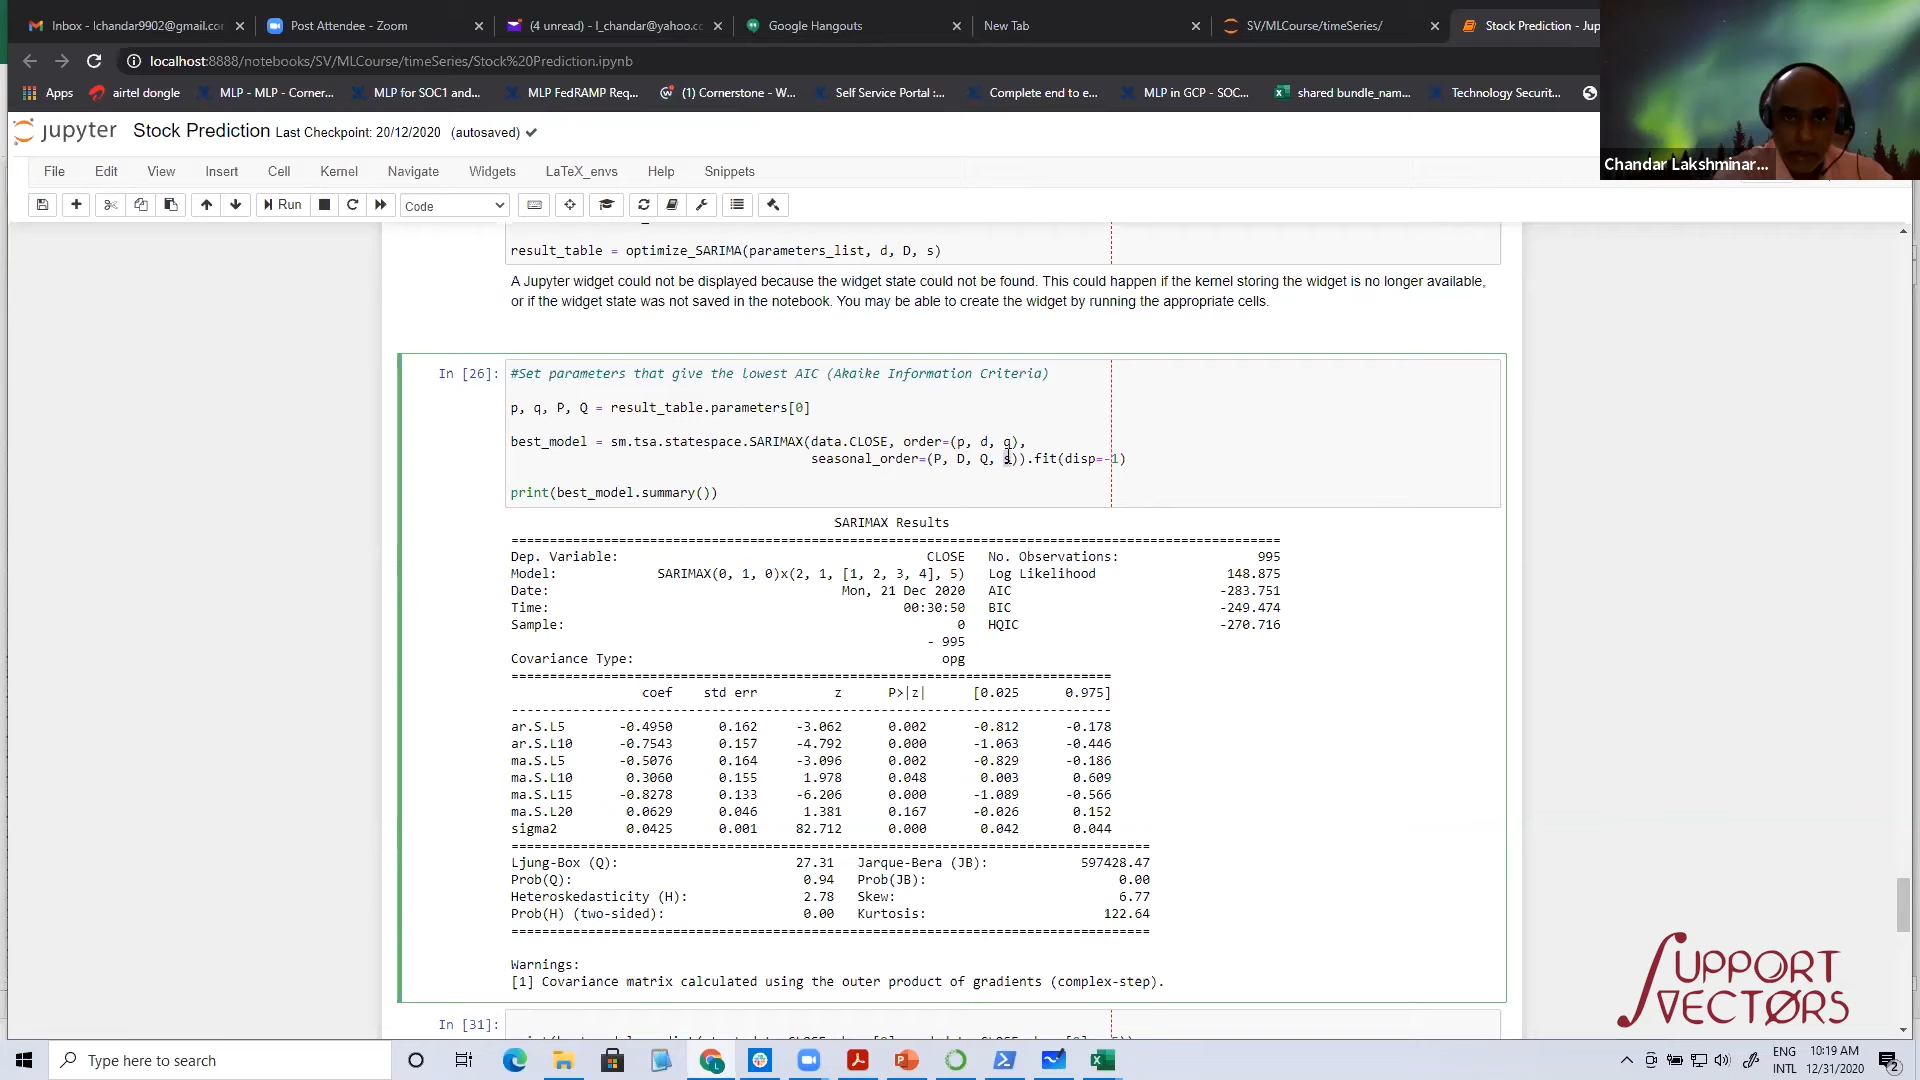 Inbox - lchandar9902@gmail.co
Post Attendee - Zoom
(4 unread) - l_chandar@yahoo.cc
Google Hangouts
New Tab
SV/MLCourse/timeSeries/
Stock Prediction - Jup
localhost:8888/notebooks/SV/MLCourse/timeSeries/Stock%20Prediction.ipynb
Apps
airtel dongle
MLP - MLP - Corner...
MLP for SOC1 and...
MLP FedRAMP Req...
(1) Cornerstone - W...
Self Service Portal :...
Complete end to e...
MLP in GCP - SOC...
shared bundle_nam...
Technology Securit...
Chandar Lakshminar...
jupyter Stock Prediction Last Checkpoint: 20/12/2020 (autosaved)
File Edit View Insert Cell Kernel Navigate Widgets LaTeX_envs Help Snippets
Run Code
result_table = optimize_SARIMA(parameters_list, d, D, s)
A Jupyter widget could not be displayed because the widget state could not be found. This could happen if the kernel storing the widget is no longer available,
or if the widget state was not saved in the notebook. You may be able to create the widget by running the appropriate cells.
In [26]: #Set parameters that give the lowest AIC (Akaike Information Criteria)
p, q, P, Q = result_table.parameters[0]
best_model = sm.tsa.statespace.SARIMAX(data.CLOSE, order=(p, d, q),
seasonal_order=(P, D, Q, s)).fit(disp=-1)
print(best_model.summary())
SARIMAX Results
==========================================================================================
Dep. Variable: CLOSE No. Observations: 995
Model: SARIMAX(0, 1, 0)x(2, 1, [1, 2, 3, 4], 5) Log Likelihood 148.875
Date: Mon, 21 Dec 2020 AIC -283.751
Time: 00:30:50 BIC -249.474
Sample: 0 HQIC -270.716
- 995
Covariance Type: opg
==============================================================================
coef std err z P>|z| [0.025 0.975]
------------------------------------------------------------------------------
ar.S.L5 -0.4950 0.162 -3.062 0.002 -0.812 -0.178
ar.S.L10 -0.7543 0.157 -4.792 0.000 -1.063 -0.446
ma.S.L5 -0.5076 0.164 -3.096 0.002 -0.829 -0.186
ma.S.L10 0.3060 0.155 1.978 0.048 0.003 0.609
ma.S.L15 -0.8278 0.133 -6.206 0.000 -1.089 -0.566
ma.S.L20 0.0629 0.046 1.381 0.167 -0.026 0.152
sigma2 0.0425 0.001 82.712 0.000 0.042 0.044
===================================================================================
Ljung-Box (Q): 27.31 Jarque-Bera (JB): 597428.47
Prob(Q): 0.94 Prob(JB): 0.00
Heteroskedasticity (H): 2.78 Skew: 6.77
Prob(H) (two-sided): 0.00 Kurtosis: 122.64
===================================================================================
Warnings:
[1] Covariance matrix calculated using the outer product of gradients (complex-step).
In [31]:
SUPPORT
VECTORS
Type here to search
ENG
INTL
10:19 AM
12/31/2020
2